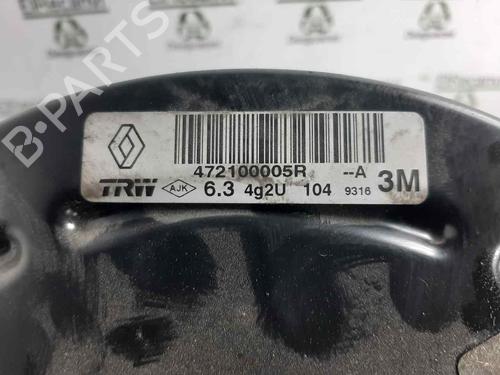 472100005R --A
TRW AJK 6.3 4g2U 104 9316 3M
B-PARTS